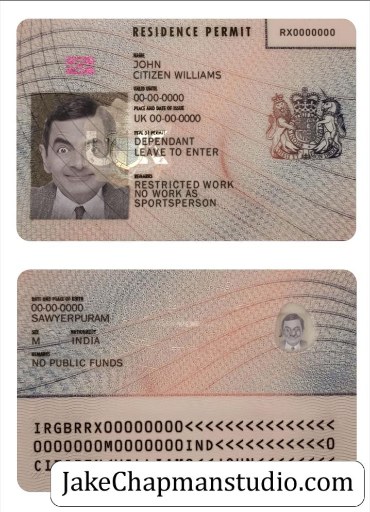 RESIDENCE PERMIT
RX0000000
NAME
JOHN
CITIZEN WILLIAMS
VALID UNTIL
00-00-0000
PLACE AND DATE OF ISSUE
UK 00-00-0000
TYPE OF PERMIT
DEPENDANT
LEAVE TO ENTER
UK
REMARKS
RESTRICTED WORK
NO WORK AS
SPORTSPERSON
DATE AND PLACE OF BIRTH
00-00-0000
SAWYERPURAM
SEX NATIONALITY
M INDIA
REMARKS
NO PUBLIC FUNDS
IRGBRRX00000000<<<<<<<<<<<<<<<
0000000M0000000IND<<<<<<<<<<<0
JakeChapmanstudio.com